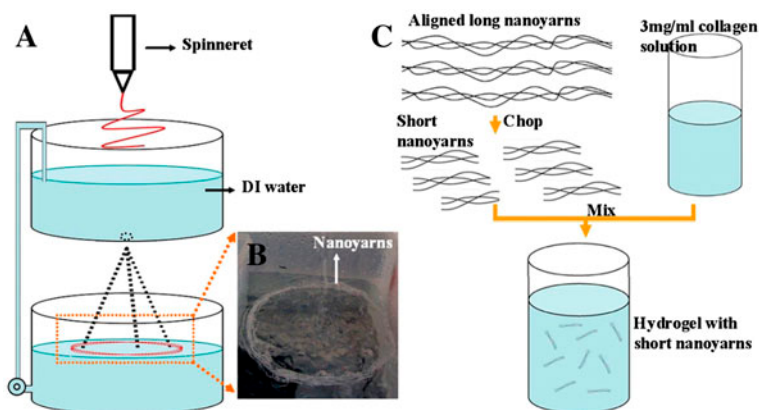 A
Spinneret
DI water
B
Nanoyarns
C
Aligned long nanoyarns
3mg/ml collagen
solution
Short
nanoyarns
Chop
Mix
Hydrogel with
short nanoyarns